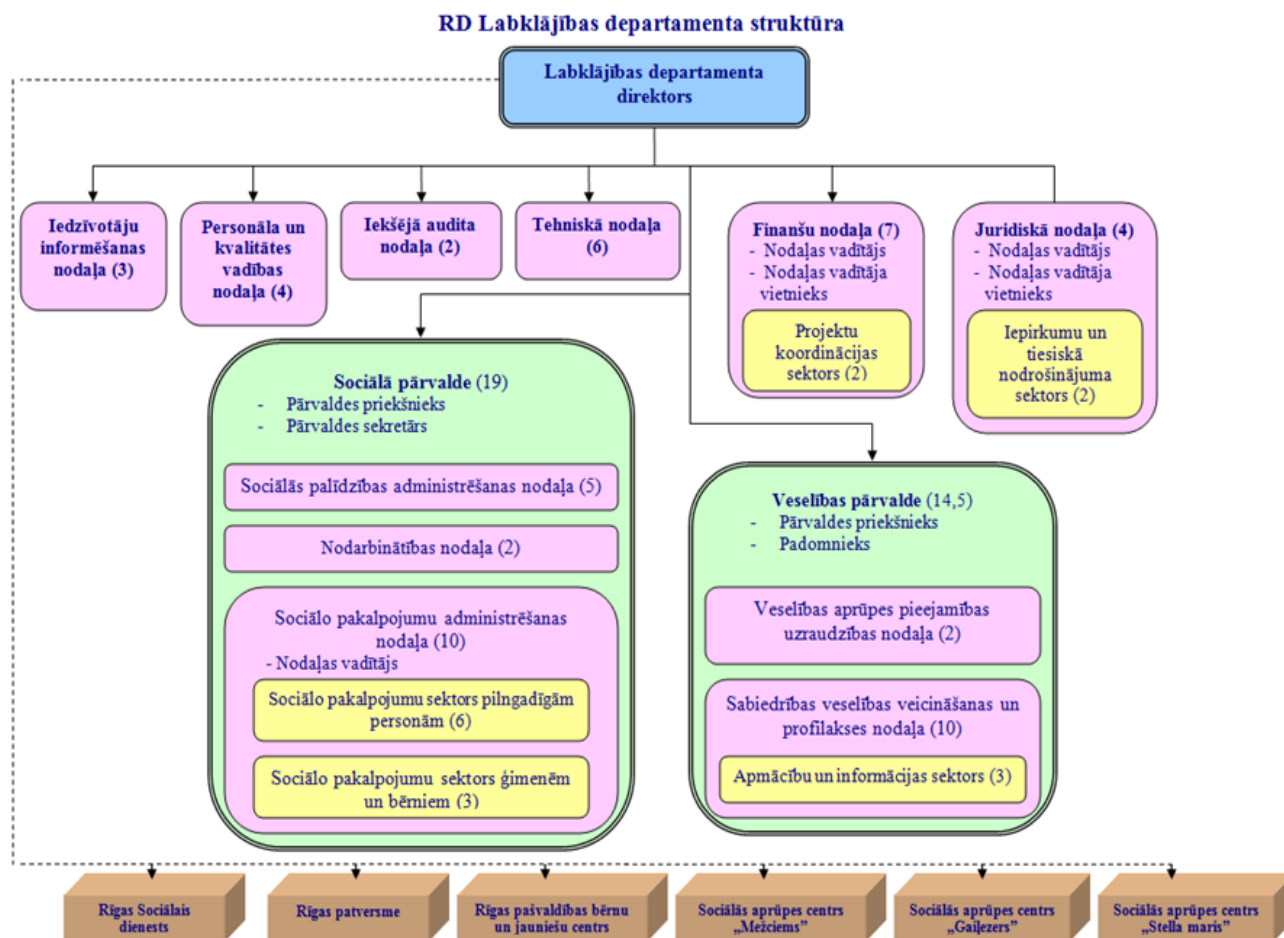 RD Labklājības departamenta struktūra
Labklājības departamenta
direktors
Iedzīvotāju
informēšanas
nodaļa (3)
Personāla un
kvalitātes
vadības
nodaļa (4)
Iekšējā audita
nodaļa (2)
Tehniskā nodaļa
(6)
Finanšu nodaļa (7)
- Nodaļas vadītājs
- Nodaļas vadītāja
vietnieks
Projektu
koordinācijas
sektors (2)
Juridiskā nodaļa (4)
- Nodaļas vadītājs
- Nodaļas vadītāja
vietnieks
Iepirkumu un
tiesiskā
nodrošinājuma
sektors (2)
Sociālā pārvalde (19)
- Pārvaldes priekšnieks
- Pārvaldes sekretārs
Sociālās palīdzības administrēšanas nodaļa (5)
Nodarbinātības nodaļa (2)
Sociālo pakalpojumu administrēšanas
nodaļa (10)
- Nodaļas vadītājs
Sociālo pakalpojumu sektors pilngadīgām
personām (6)
Sociālo pakalpojumu sektors ģimenēm
un bērniem (3)
Veselības pārvalde (14,5)
- Pārvaldes priekšnieks
- Padomnieks
Veselības aprūpes pieejamības
uzraudzības nodaļa (2)
Sabiedrības veselības veicināšanas un
profilakses nodaļa (10)
Apmācību un informācijas sektors (3)
Rīgas Sociālais
dienests
Rīgas patversme
Rīgas pašvaldības bērnu
un jauniešu centrs
Sociālās aprūpes centrs
„Mežciems”
Sociālās aprūpes centrs
„Gaiļezers”
Sociālās aprūpes centrs
„Stella maris”